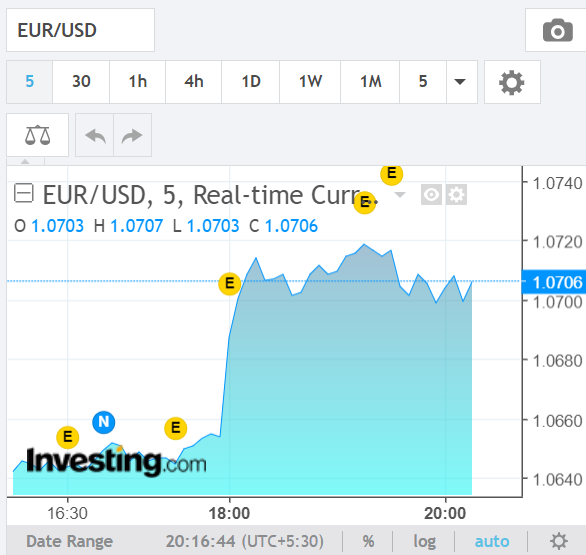 EUR/USD
5 30 1h 4h 1D 1W 1M 5
EUR/USD, 5, Real-time Curr...
O 1.0703 H 1.0707 L 1.0703 C 1.0706
E
E
E
N
E
E
1.0740
1.0720
1.0706
1.0700
1.0680
1.0660
1.0640
Investing.com
16:30 18:00 20:00
Date Range 20:16:44 (UTC+5:30) % log auto